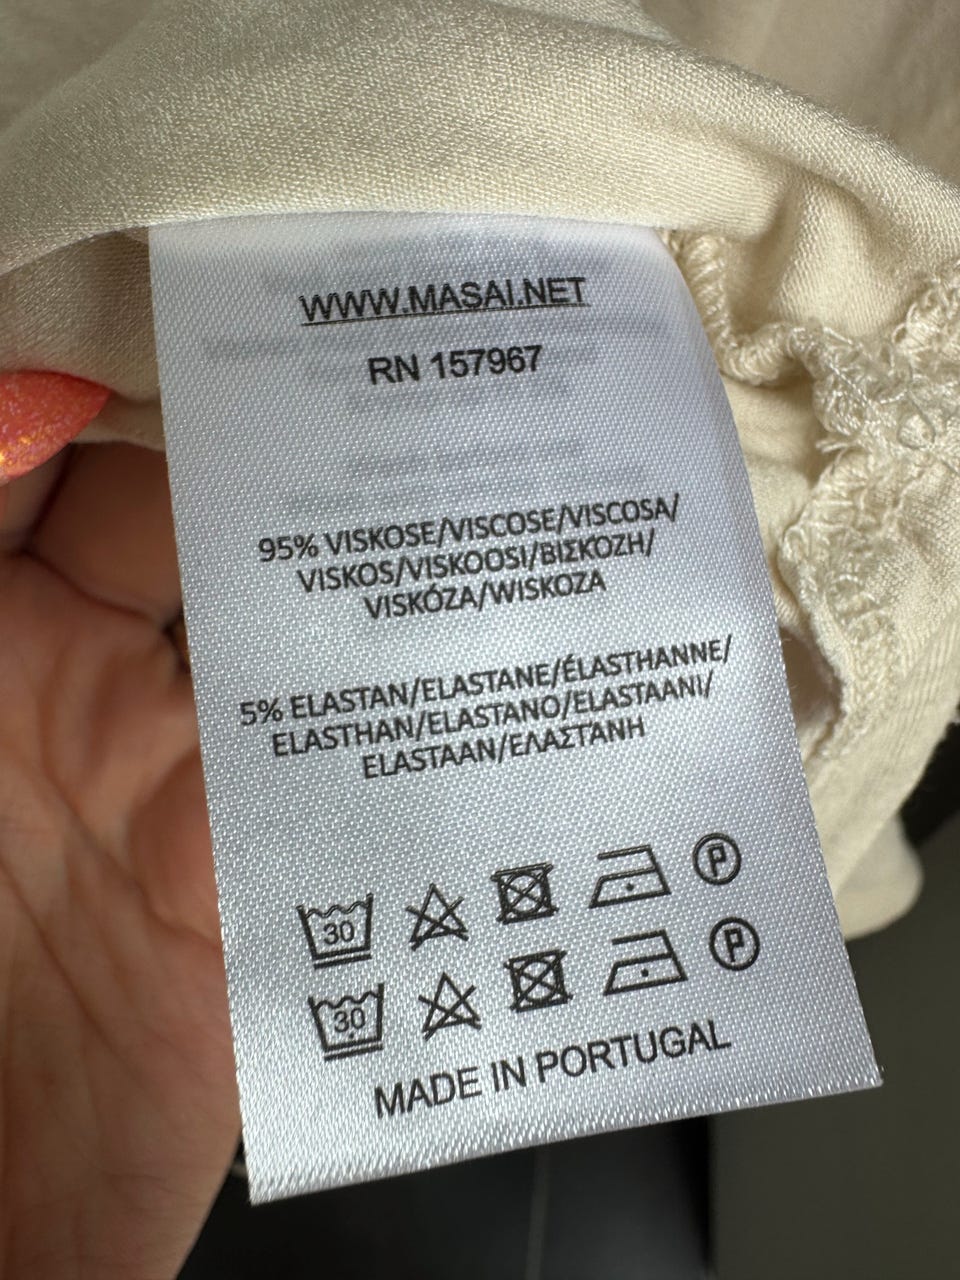 WWW.MASAI.NET
RN 157967
95% VISKOSE/VISCOSE/VISCOSA/
VISKOS/VISKOOSI/ΒΙΣΚΟΖΗ/
VISKÓZA/WISKOZA
5% ELASTAN/ELASTANE/ÉLASTHANNE/
ELASTHAN/ELASTANO/ELASTAANI/
ELASTAAN/ΕΛΑΣΤΆΝΗ
30 P
30 P
MADE IN PORTUGAL